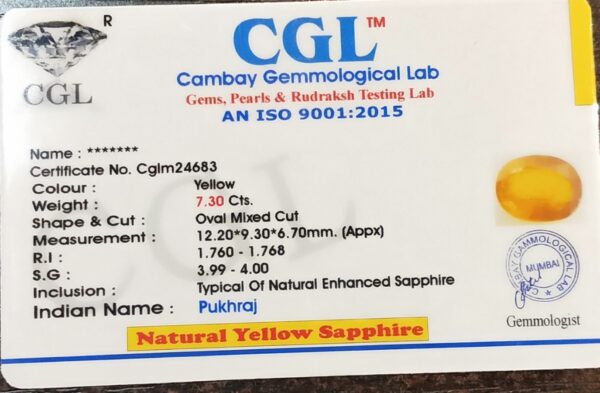 R
CGL
CGL™
Cambay Gemmological Lab
Gems, Pearls & Rudraksh Testing Lab
AN ISO 9001:2015
Name : *******
Certificate No. Cglm24683
Colour : Yellow
Weight : 7.30 Cts.
Shape & Cut : Oval Mixed Cut
Measurement : 12.20*9.30*6.70mm. (Appx)
R.I : 1.760 - 1.768
S.G : 3.99 - 4.00
Inclusion : Typical Of Natural Enhanced Sapphire
Indian Name : Pukhraj
Natural Yellow Sapphire
CAMBAY GAMMOLOGICAL LAB
MUMBAI
Gemmologist